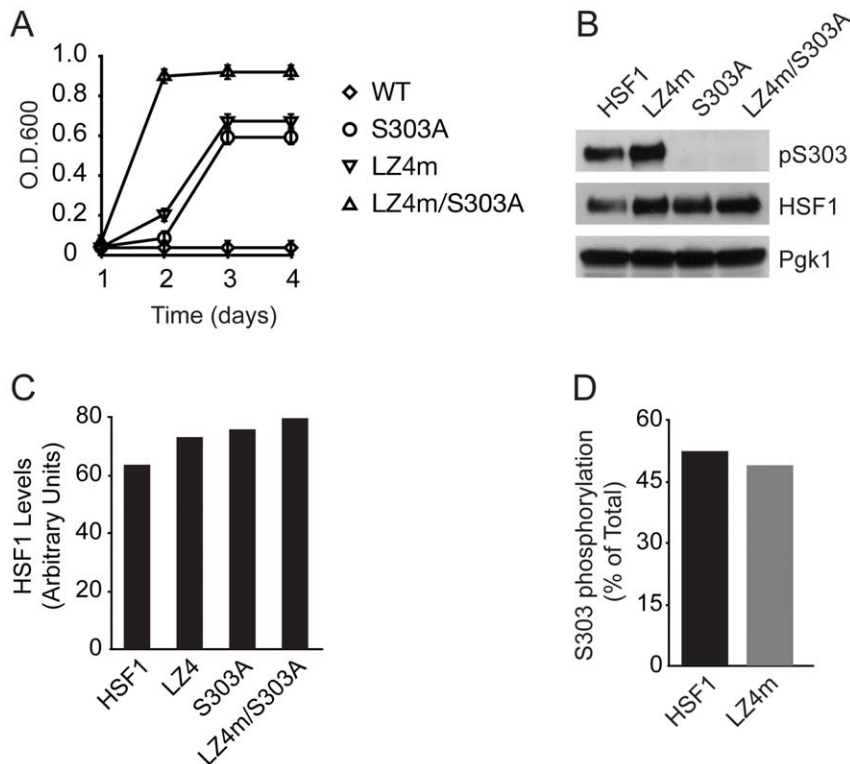 A
1.0
0.8
0.6
0.4
0.2
0
O.D.600
1 2 3 4
Time (days)
WT
S303A
LZ4m
LZ4m/S303A
B
HSF1 LZ4m S303A LZ4m/S303A
pS303
HSF1
Pgk1
C
80
60
40
20
0
HSF1 Levels
(Arbitrary Units)
HSF1 LZ4 S303A LZ4m/S303A
D
60
45
30
15
0
S303 phosphorylation
(% of Total)
HSF1 LZ4m